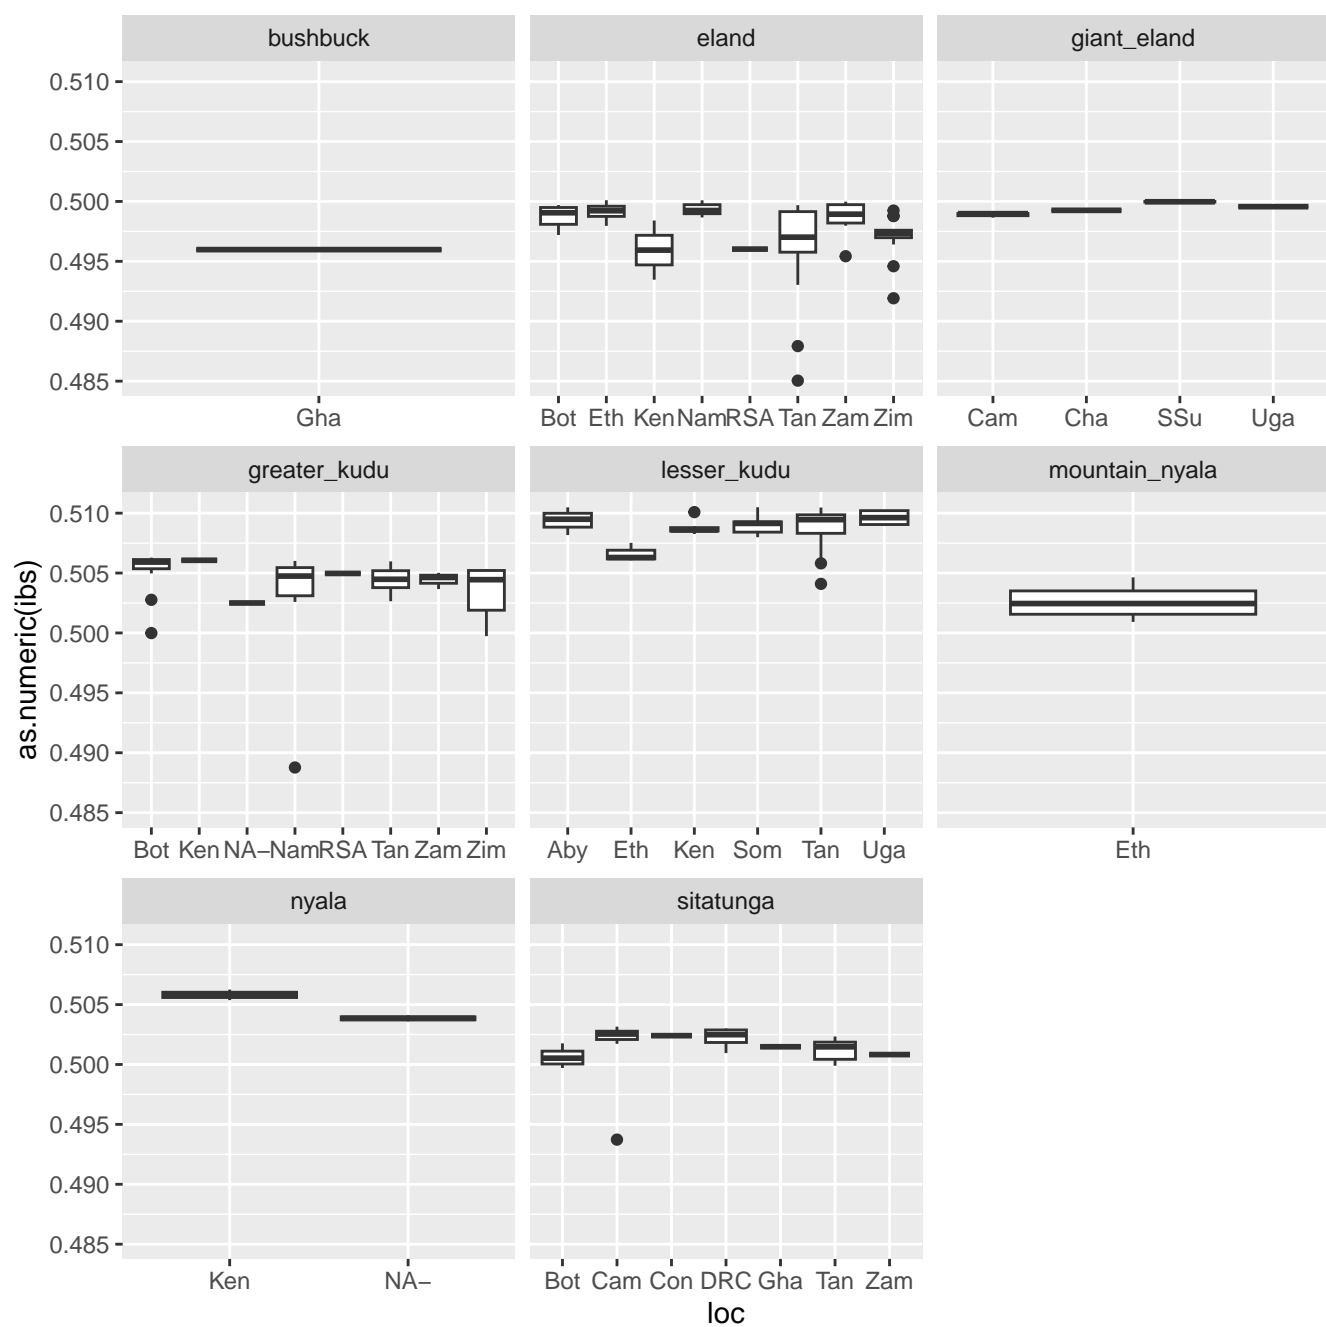 bushbuck eland giant_eland
0.510
0.505
0.500
0.495
0.490
0.485
Gha Bot Eth Ken Nam RSA Tan Zam Zim Cam Cha SSu Uga
greater_kudu lesser_kudu mountain_nyala
0.510
0.505
0.500
0.495
0.490
0.485
as.numeric(ibs)
Bot Ken NA− Nam RSA Tan Zam Zim Aby Eth Ken Som Tan Uga Eth
nyala sitatunga
0.510
0.505
0.500
0.495
0.490
0.485
Ken NA− Bot Cam Con DRC Gha Tan Zam
loc